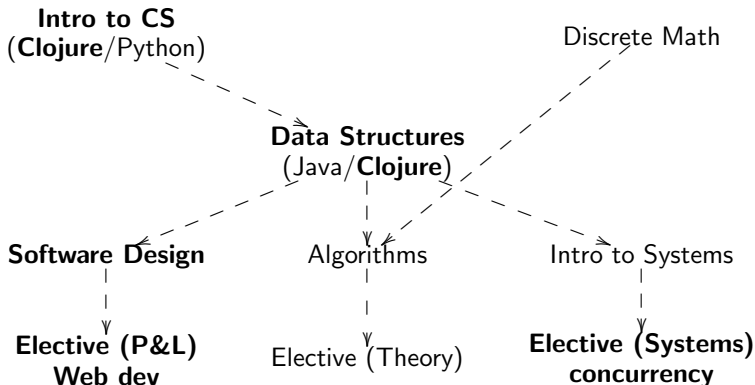 Intro to CS
(Clojure/Python)
Discrete Math
Data Structures
(Java/Clojure)
Software Design
Algorithms
Intro to Systems
Elective (P&L)
Web dev
Elective (Theory)
Elective (Systems)
concurrency